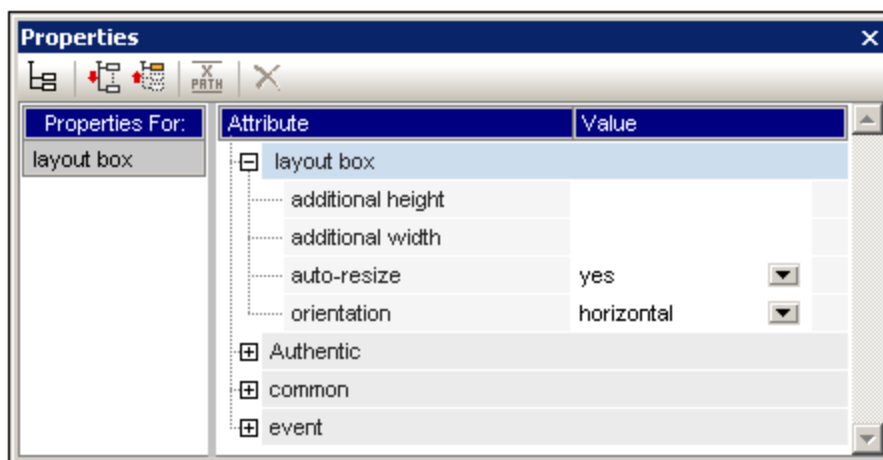 Properties
X
PATH
Properties For: Attribute Value
layout box
layout box
additional height
additional width
auto-resize yes
orientation horizontal
Authentic
common
event